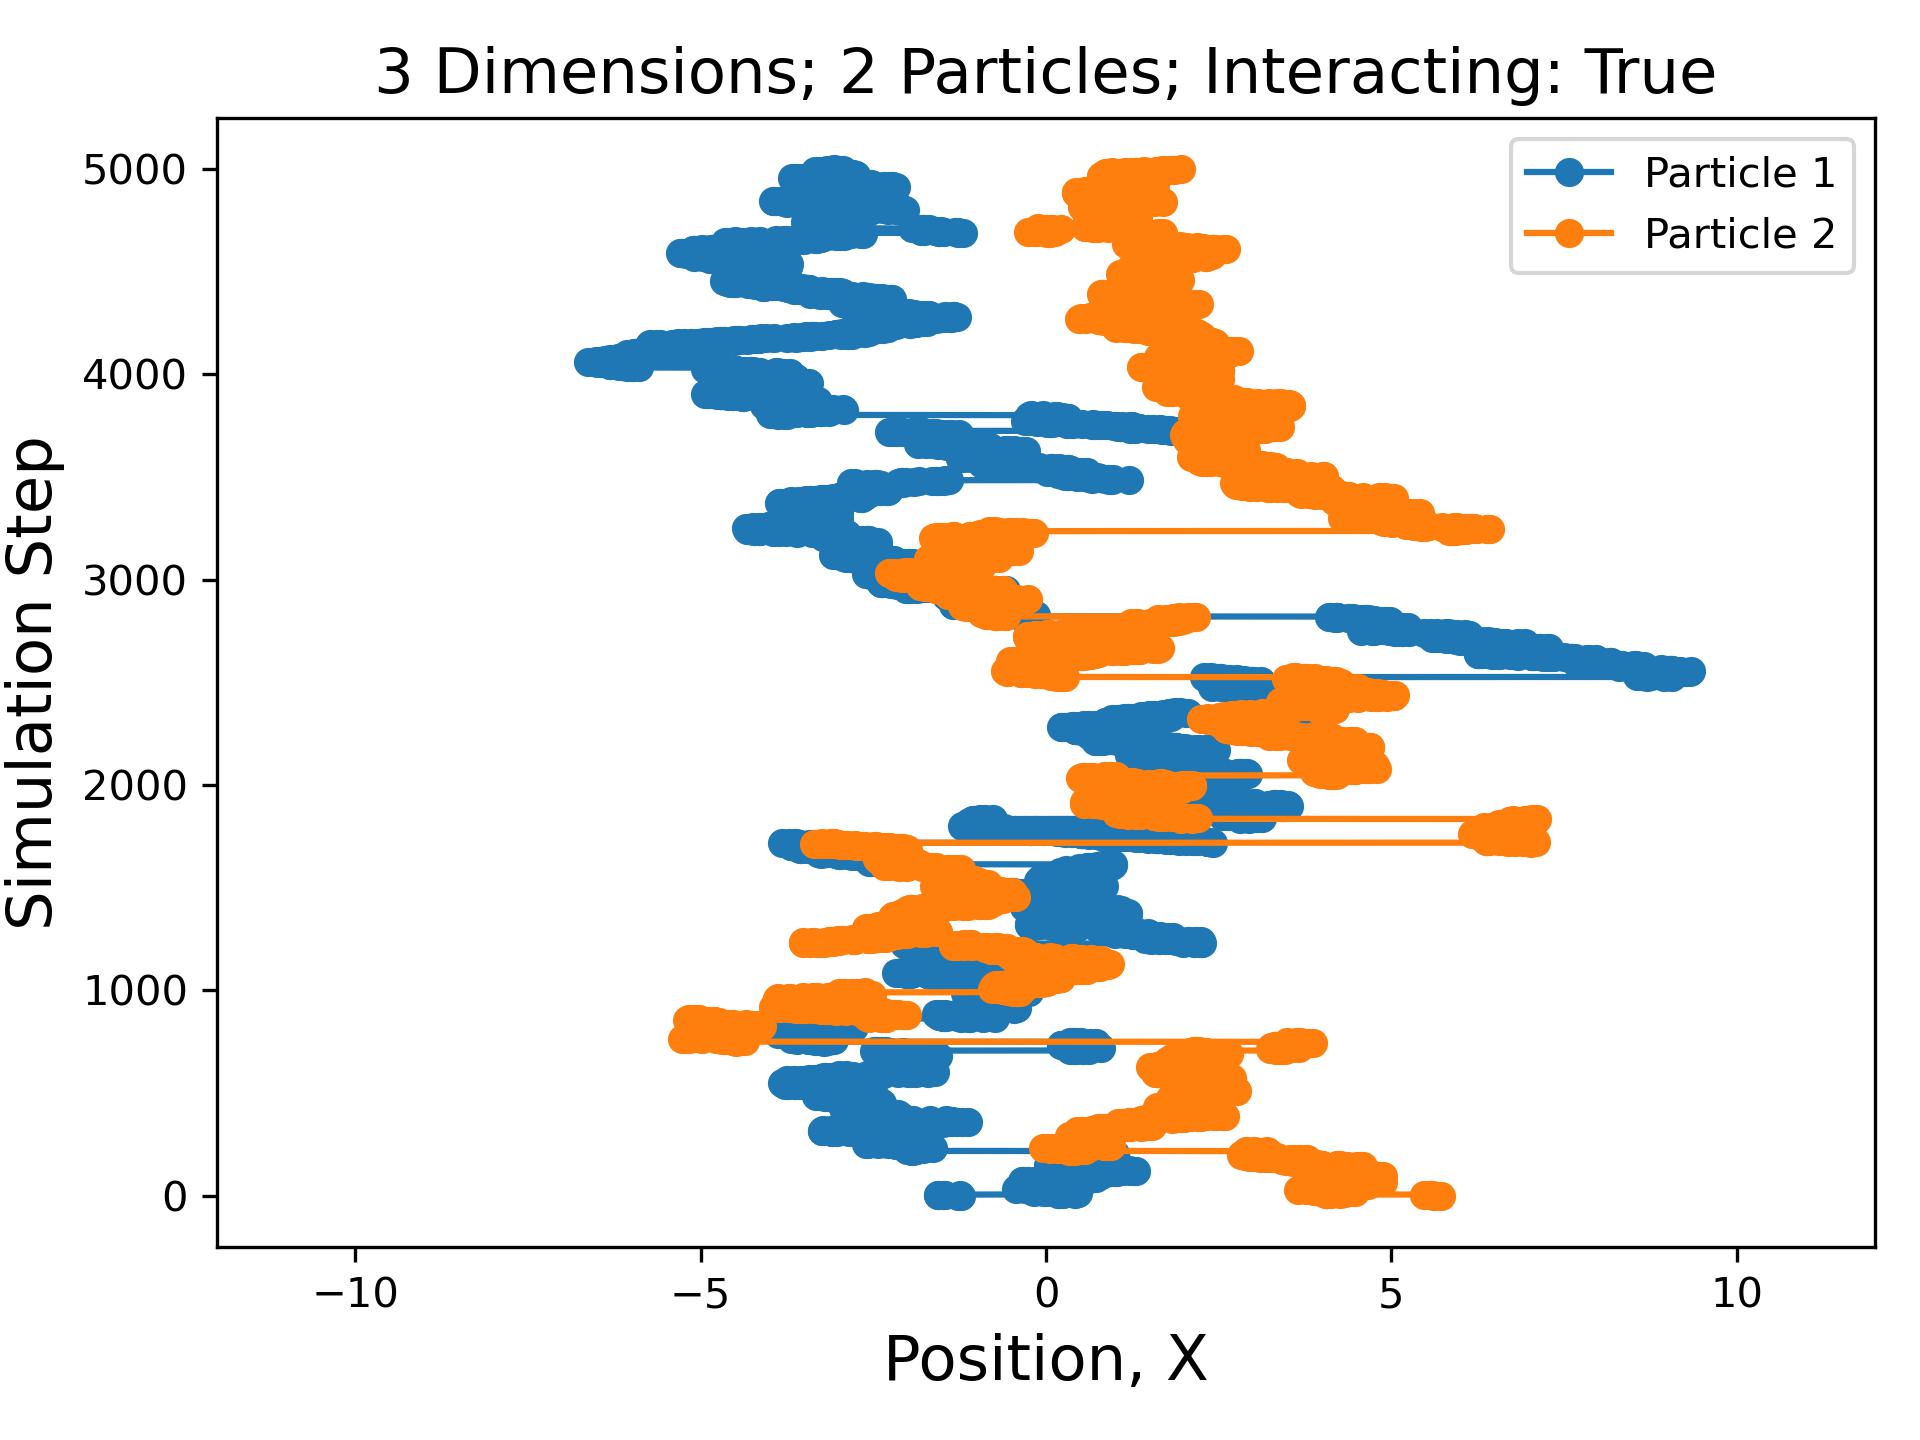 3 Dimensions; 2 Particles; Interacting: True
Particle 1
Particle 2
5000
4000
3000
2000
1000
0
Simulation Step
−10
−5
0
5
10
Position, X